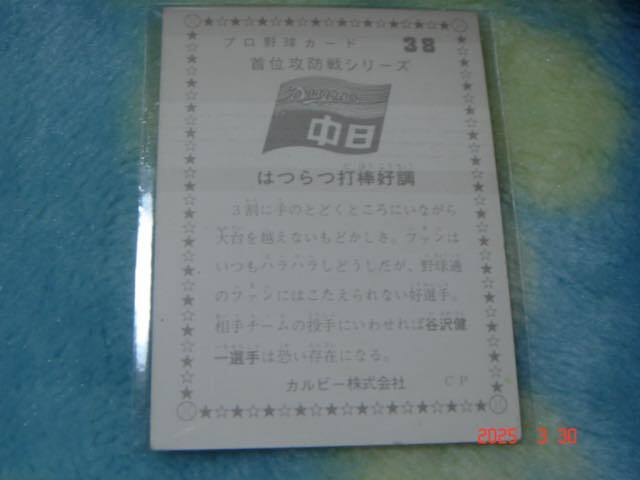 プロ野球カード 38
首位攻防戦シリーズ
Dragons
中日
はつらつ打棒好調
3割に手のとどくところにいながら
大台を越えないもどかしさ。ファンは
いつもハラハラしどうしだが、野球通
のファンにはこたえられない好選手。
相手チームの投手にいわせれば谷沢健
一選手は恐い存在になる。
カルビー株式会社 CP
2025 3 30